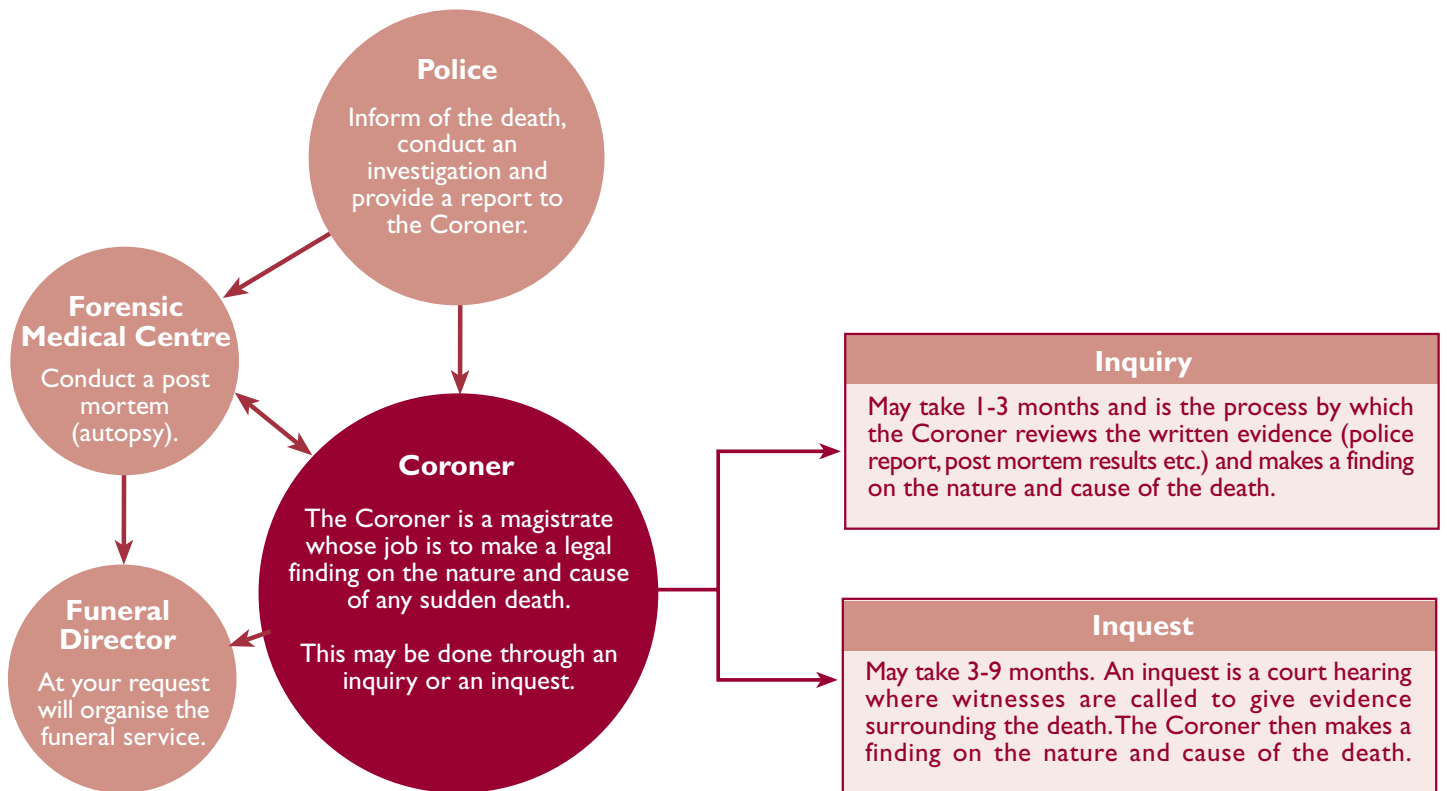 Police
Inform of the death,
conduct an
investigation and
provide a report to
the Coroner.
Forensic
Medical Centre
Conduct a post
mortem
(autopsy).
Coroner
The Coroner is a magistrate
whose job is to make a legal
finding on the nature and cause
of any sudden death.
This may be done through an
inquiry or an inquest.
Funeral
Director
At your request
will organise the
funeral service.
Inquiry
May take 1-3 months and is the process by which
the Coroner reviews the written evidence (police
report, post mortem results etc.) and makes a finding
on the nature and cause of the death.
Inquest
May take 3-9 months. An inquest is a court hearing
where witnesses are called to give evidence
surrounding the death. The Coroner then makes a
finding on the nature and cause of the death.